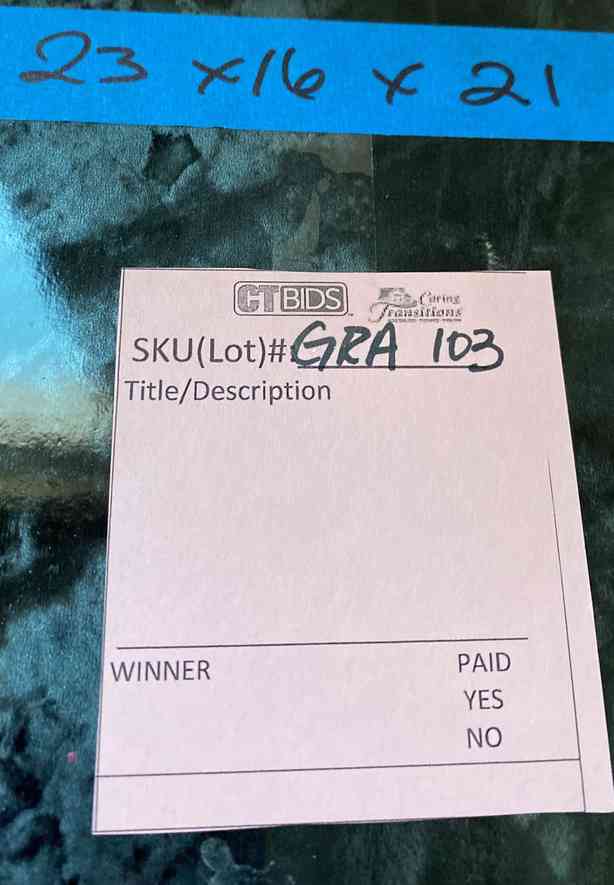 23 x 16 x 21
CTBIDS
Caring
Transitions
SKU(Lot)#: GRA 103
Title/Description
WINNER
PAID
YES
NO